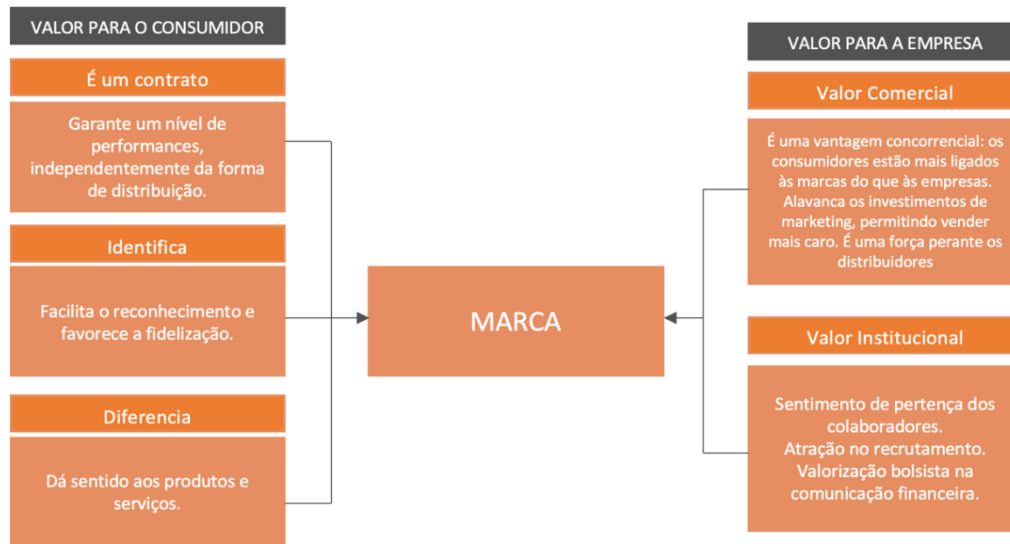 VALOR PARA O CONSUMIDOR
É um contrato
Garante um nível de
performances,
independentemente da forma
de distribuição.
Identifica
Facilita o reconhecimento e
favorece a fidelização.
Diferencia
Dá sentido aos produtos e
serviços.
MARCA
VALOR PARA A EMPRESA
Valor Comercial
É uma vantagem concorrencial: os
consumidores estão mais ligados
às marcas do que às empresas.
Alavanca os investimentos de
marketing, permitindo vender
mais caro. É uma força perante os
distribuidores
Valor Institucional
Sentimento de pertença dos
colaboradores.
Atração no recrutamento.
Valorização bolsista na
comunicação financeira.